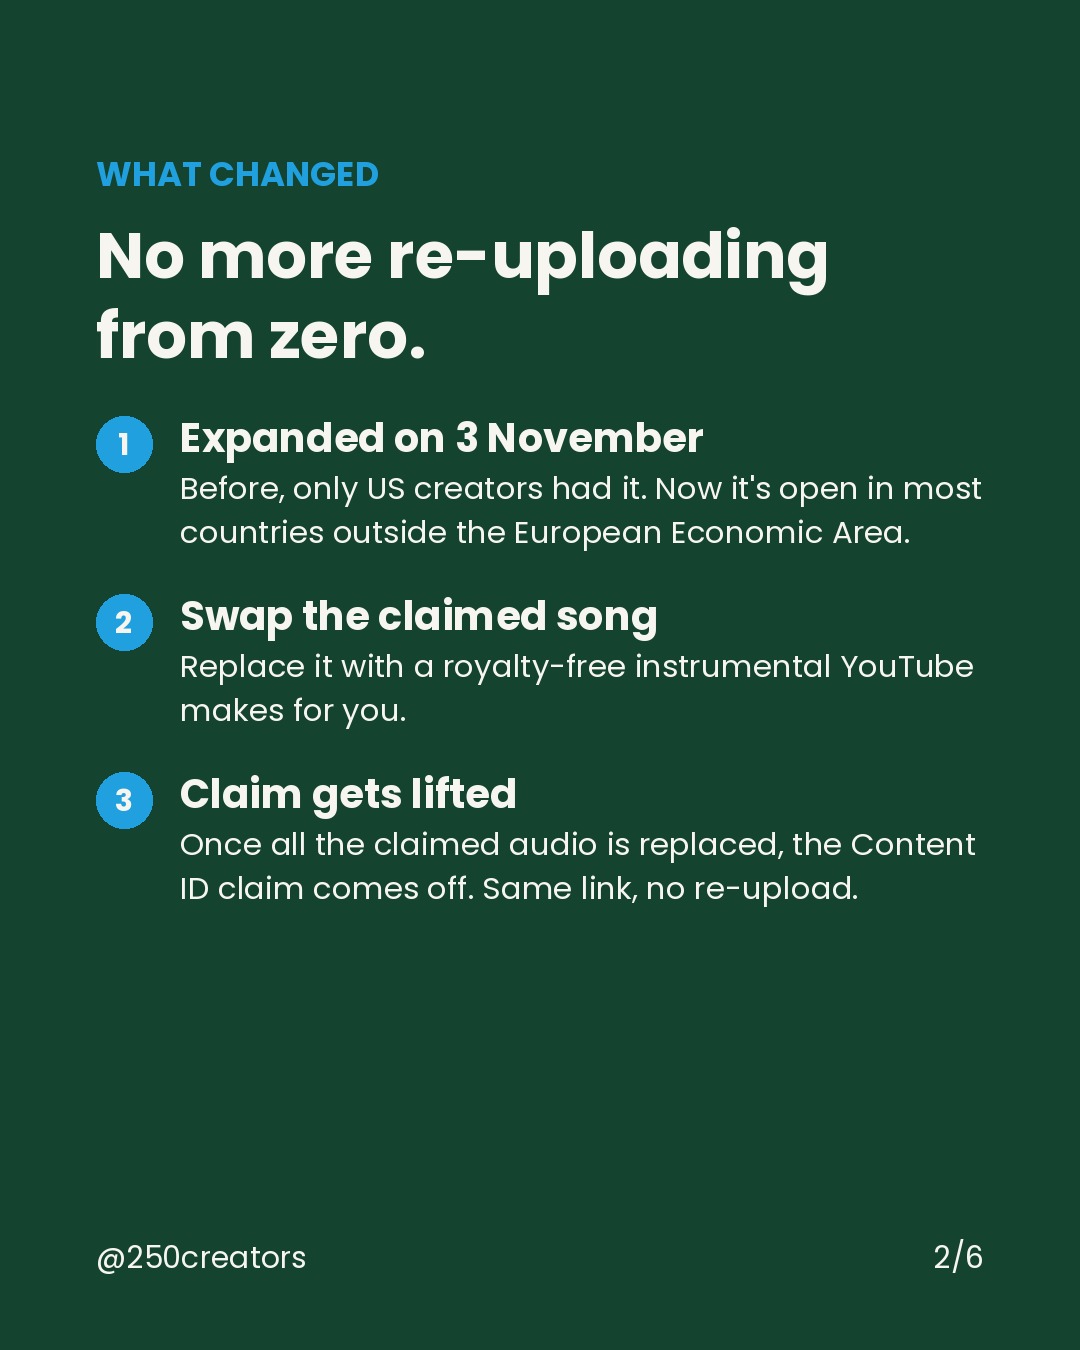 WHAT CHANGED
No more re-uploading
from zero.
1
Expanded on 3 November
Before, only US creators had it. Now it's open in most
countries outside the European Economic Area.
2
Swap the claimed song
Replace it with a royalty-free instrumental YouTube
makes for you.
3
Claim gets lifted
Once all the claimed audio is replaced, the Content
ID claim comes off. Same link, no re-upload.
@250creators
2/6